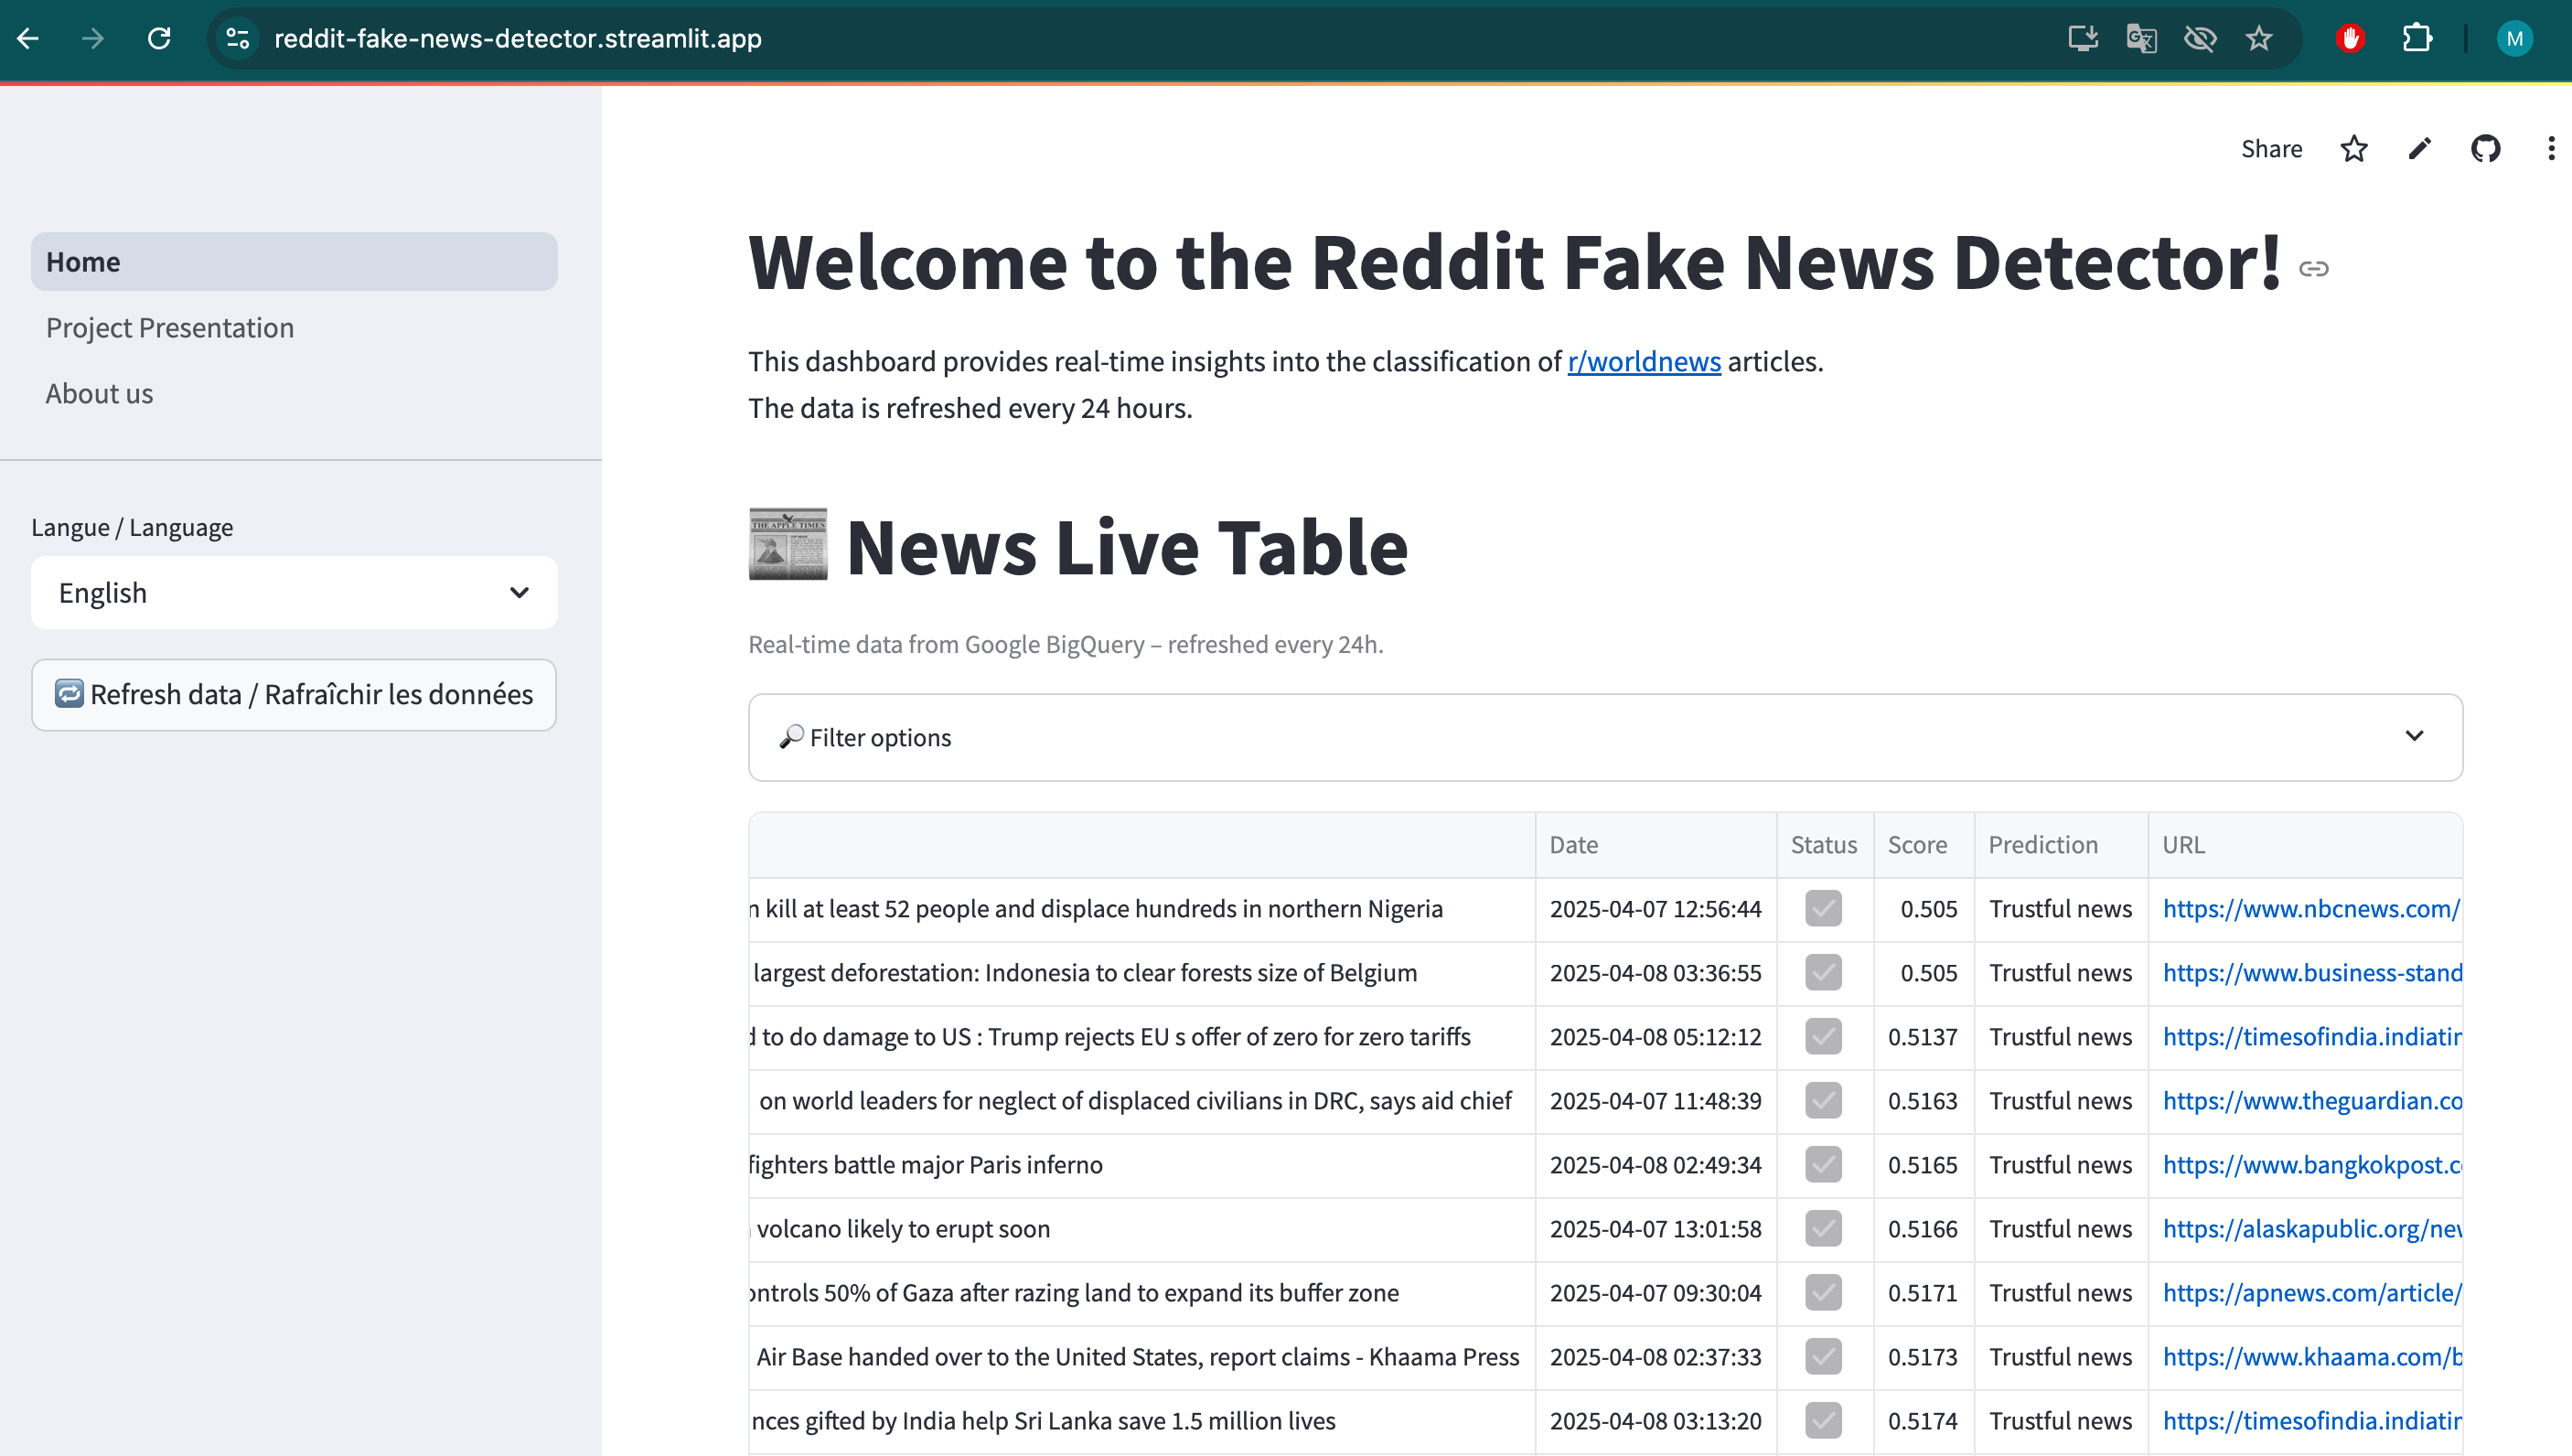 reddit-fake-news-detector.streamlit.app
M
Share
Home
Project Presentation
About us
Langue / Language
English
Refresh data / Rafraîchir les données
Welcome to the Reddit Fake News Detector!
This dashboard provides real-time insights into the classification of r/worldnews articles.
The data is refreshed every 24 hours.
THE APPLE TIMES
News Live Table
Real-time data from Google BigQuery – refreshed every 24h.
Filter options
Date Status Score Prediction URL
n kill at least 52 people and displace hundreds in northern Nigeria 2025-04-07 12:56:44 0.505 Trustful news https://www.nbcnews.com/
largest deforestation: Indonesia to clear forests size of Belgium 2025-04-08 03:36:55 0.505 Trustful news https://www.business-stand
d to do damage to US : Trump rejects EU s offer of zero for zero tariffs 2025-04-08 05:12:12 0.5137 Trustful news https://timesofindia.indiatir
on world leaders for neglect of displaced civilians in DRC, says aid chief 2025-04-07 11:48:39 0.5163 Trustful news https://www.theguardian.co
fighters battle major Paris inferno 2025-04-08 02:49:34 0.5165 Trustful news https://www.bangkokpost.c
volcano likely to erupt soon 2025-04-07 13:01:58 0.5166 Trustful news https://alaskapublic.org/nev
ontrols 50% of Gaza after razing land to expand its buffer zone 2025-04-07 09:30:04 0.5171 Trustful news https://apnews.com/article/
Air Base handed over to the United States, report claims - Khaama Press 2025-04-08 02:37:33 0.5173 Trustful news https://www.khaama.com/b
nces gifted by India help Sri Lanka save 1.5 million lives 2025-04-08 03:13:20 0.5174 Trustful news https://timesofindia.indiatir